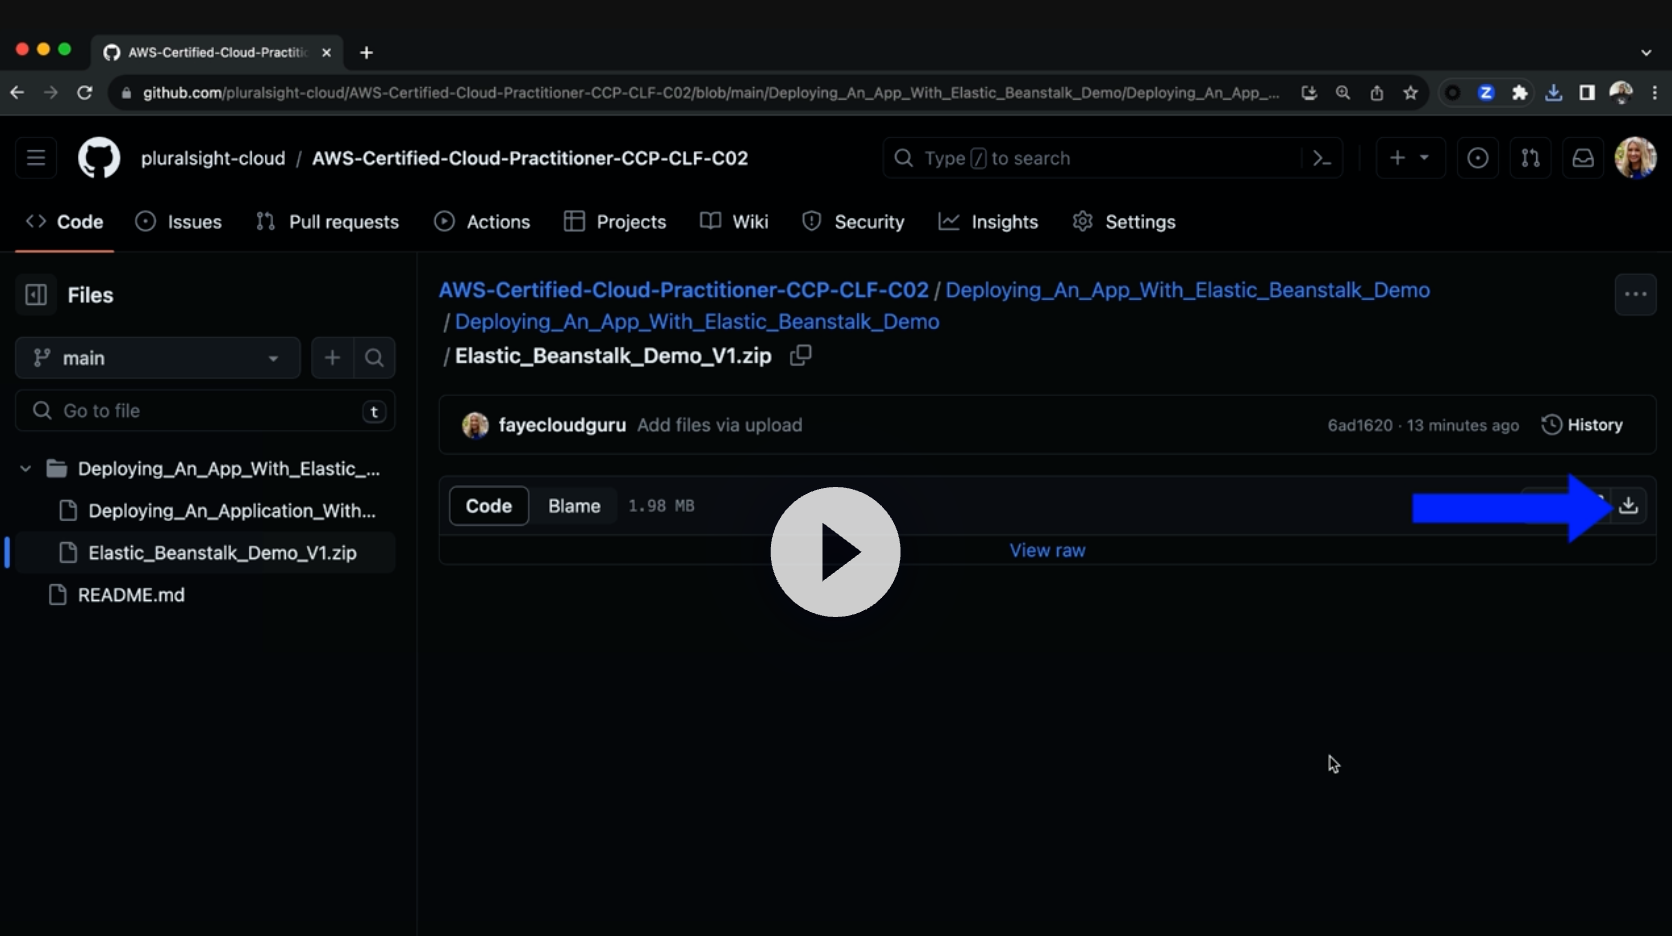 AWS-Certified-Cloud-Practitio
github.com/pluralsight-cloud/AWS-Certified-Cloud-Practitioner-CCP-CLF-C02/blob/main/Deploying_An_App_With_Elastic_Beanstalk_Demo/Deploying_An_App_...
Z
pluralsight-cloud / AWS-Certified-Cloud-Practitioner-CCP-CLF-C02
Type / to search
Code Issues Pull requests Actions Projects Wiki Security Insights Settings
Files
main
Go to file
t
Deploying_An_App_With_Elastic_...
Deploying_An_Application_With...
Elastic_Beanstalk_Demo_V1.zip
README.md
AWS-Certified-Cloud-Practitioner-CCP-CLF-C02 / Deploying_An_App_With_Elastic_Beanstalk_Demo
/ Deploying_An_App_With_Elastic_Beanstalk_Demo
/ Elastic_Beanstalk_Demo_V1.zip
fayecloudguru Add files via upload
6ad1620 · 13 minutes ago
History
Code Blame 1.98 MB
View raw